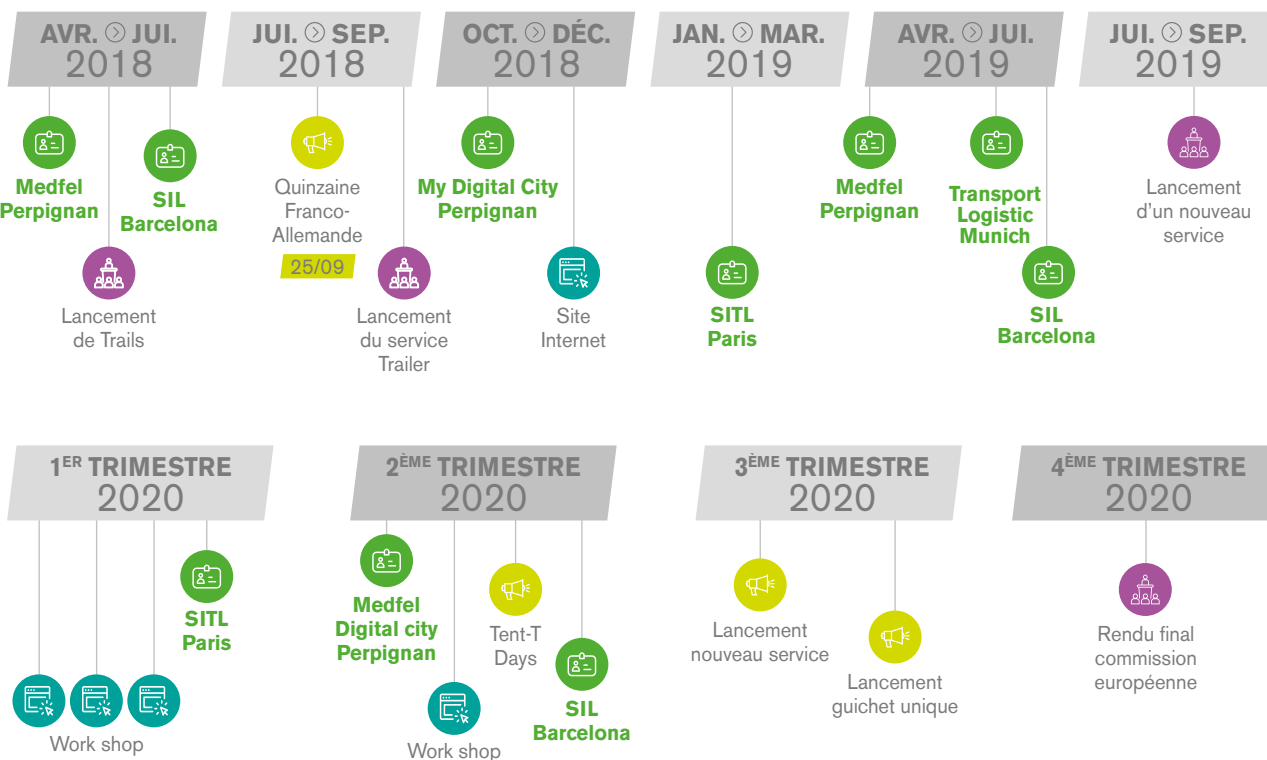 AVR. JUI.
2018
JUI. SEP.
2018
OCT. DÉC.
2018
JAN. MAR.
2019
AVR. JUI.
2019
JUI. SEP.
2019
Medfel
Perpignan
Lancement
de Trails
SIL
Barcelona
Quinzaine
Franco-
Allemande
25/09
Lancement
du service
Trailer
My Digital City
Perpignan
Site
Internet
SITL
Paris
Medfel
Perpignan
Transport
Logistic
Munich
SIL
Barcelona
Lancement
d'un nouveau
service
1ER TRIMESTRE
2020
2ÈME TRIMESTRE
2020
3ÈME TRIMESTRE
2020
4ÈME TRIMESTRE
2020
Work shop
SITL
Paris
Medfel
Digital city
Perpignan
Work shop
Tent-T
Days
SIL
Barcelona
Lancement
nouveau service
Lancement
guichet unique
Rendu final
commission
européenne